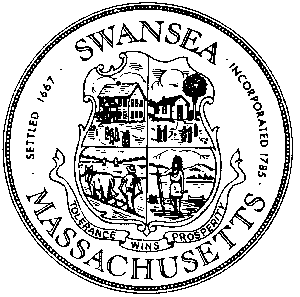 SWANSEA
SETTLED 1667
INCORPORATED 1785
MASSACHUSETTS
TOLERANCE WINS PROSPERITY